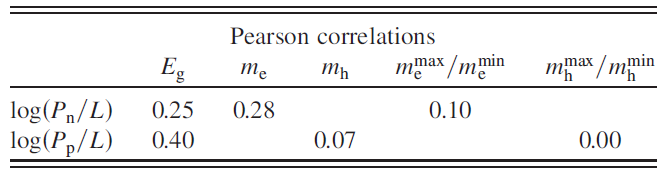 Pearson correlations
E_g m_e m_h m_e^max/m_e^min m_h^max/m_h^min
log(P_n/L) 0.25 0.28 0.10
log(P_p/L) 0.40 0.07 0.00